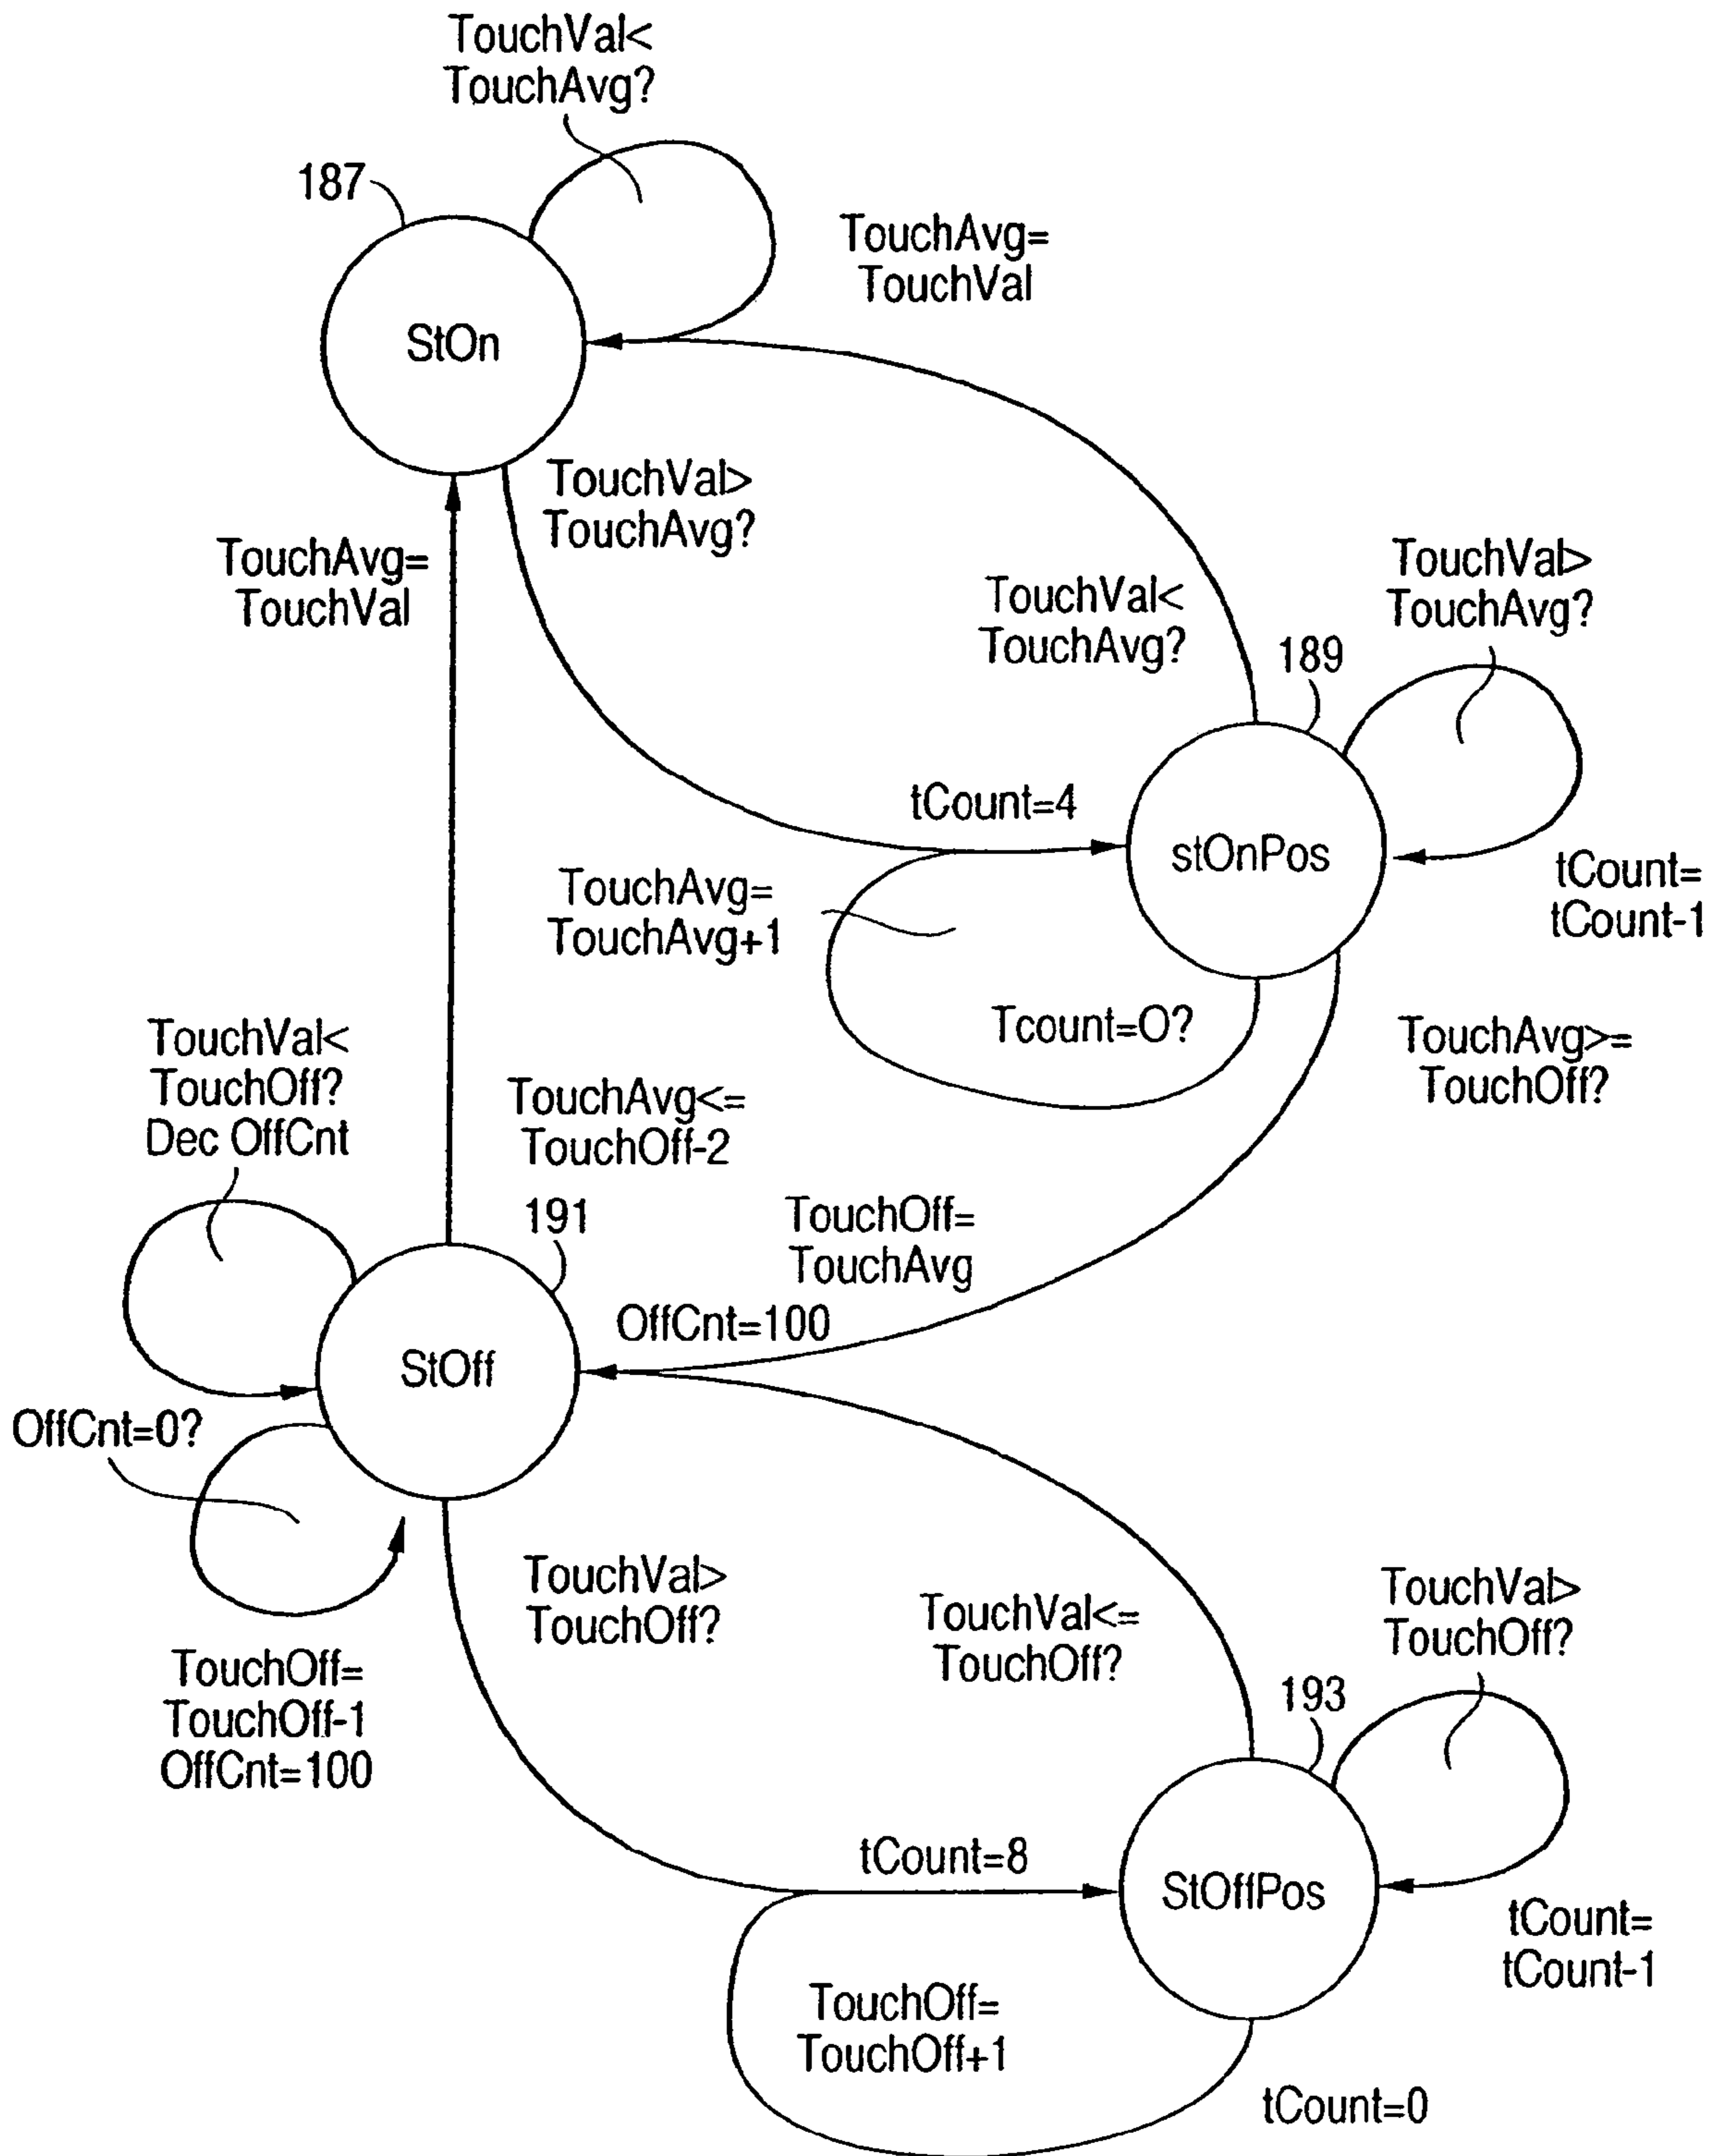 TouchVal<
TouchAvg?
187
TouchAvg=
TouchVal
StOn
TouchVal>
TouchAvg?
TouchAvg=
TouchVal
TouchVal<
TouchAvg?
TouchVal>
TouchAvg?
189
tCount=4
stOnPos
tCount=
tCount-1
TouchAvg=
TouchAvg+1
Tcount=O?
TouchAvg>=
TouchOff?
TouchVal<
TouchOff?
Dec OffCnt
TouchAvg<=
TouchOff-2
191
TouchOff=
TouchAvg
OffCnt=100
StOff
OffCnt=0?
TouchVal>
TouchOff?
TouchVal<=
TouchOff?
TouchVal>
TouchOff?
TouchOff=
TouchOff-1
OffCnt=100
193
tCount=8
StOffPos
tCount=
tCount-1
TouchOff=
TouchOff+1
tCount=0